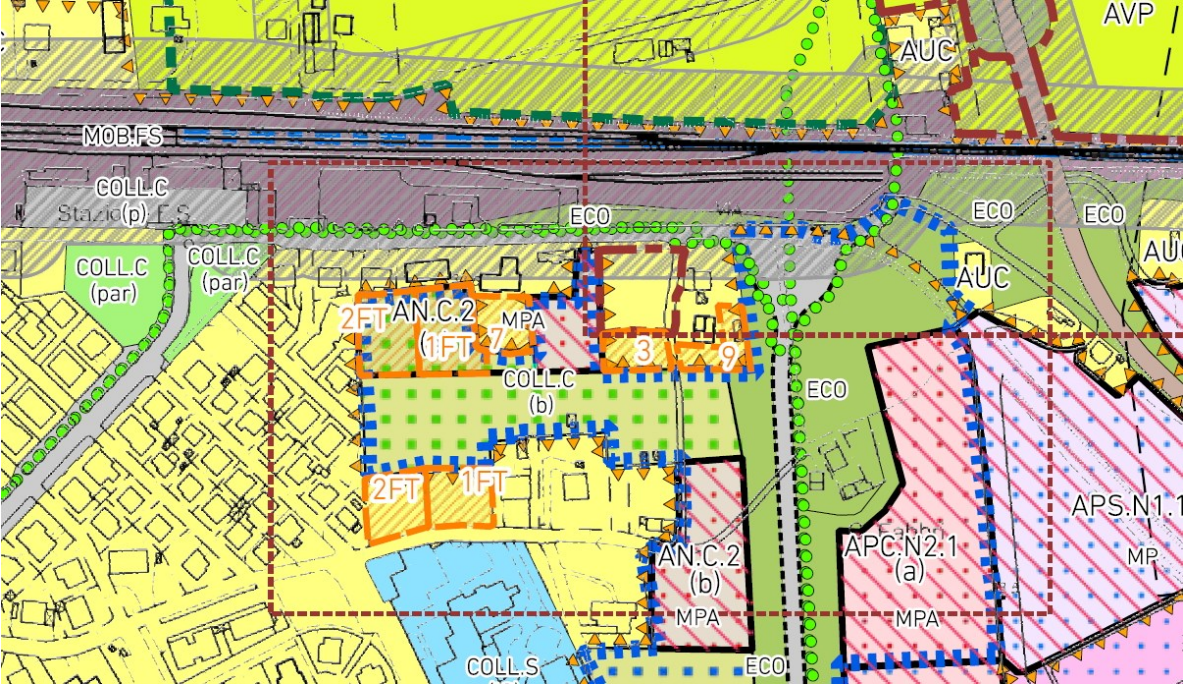 AVP
AUC
MOB.FS
COLL.C
(p)
Stazio F.S
ECO
ECO
ECO
COLL.C
(par)
COLL.C
(par)
AUC
2FT
AN.C.2
1FT
7
MPA
3
9
COLL.C
(b)
ECO
2FT
1FT
AN.C.2
(b)
MPA
APC.N2.1
(a)
MPA
APS.N1.1
MP
COLL.S
ECO